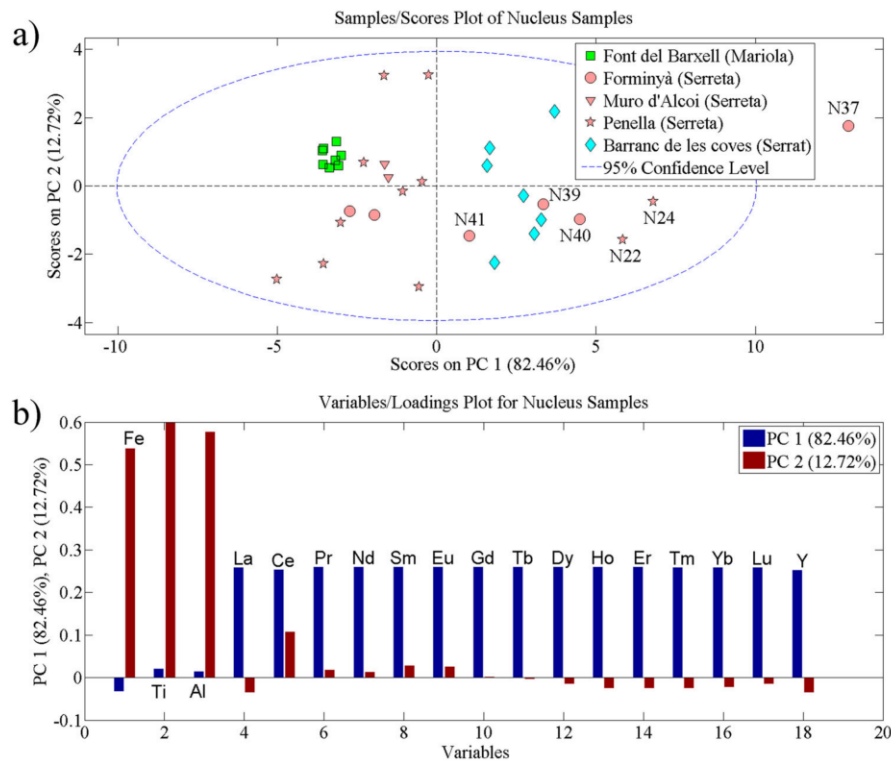 a)
Samples/Scores Plot of Nucleus Samples
Font del Barxell (Mariola)
Forminyà (Serreta)
Muro d'Alcoi (Serreta)
Penella (Serreta)
Barranc de les coves (Serrat)
95% Confidence Level
N37
N39
N24
N41
N40
N22
4
2
0
-2
-4
Scores on PC 2 (12.72%)
-10 -5 0 5 10 15
Scores on PC 1 (82.46%)
b)
Variables/Loadings Plot for Nucleus Samples
PC 1 (82.46%)
PC 2 (12.72%)
Fe
La Ce Pr Nd Sm Eu Gd Tb Dy Ho Er Tm Yb Lu Y
Ti Al
0.6
0.5
0.4
0.3
0.2
0.1
0
-0.1
PC 1 (82.46%), PC 2 (12.72%)
0 2 4 6 8 10 12 14 16 18 20
Variables